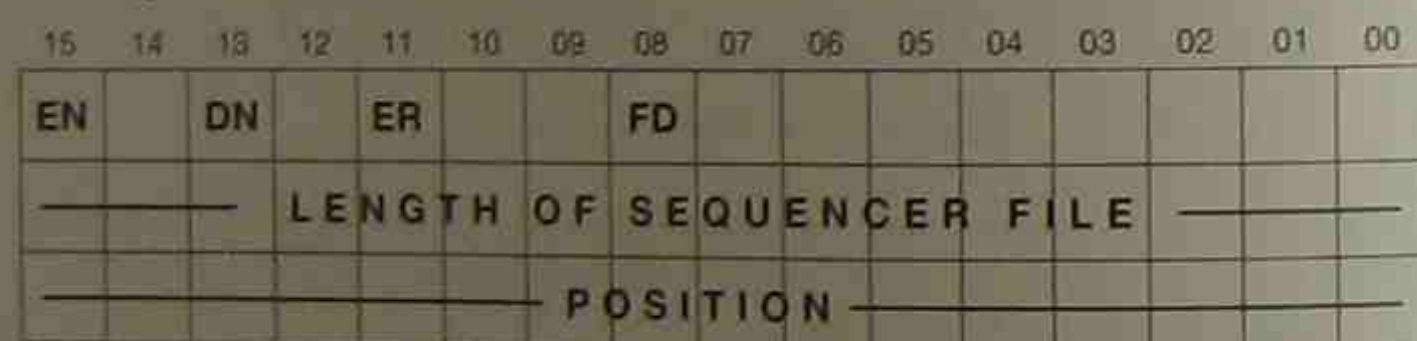 15 14 13 12 11 10 09 08 07 06 05 04 03 02 01 00
EN DN ER FD
LENGTH OF SEQUENCER FILE
POSITION